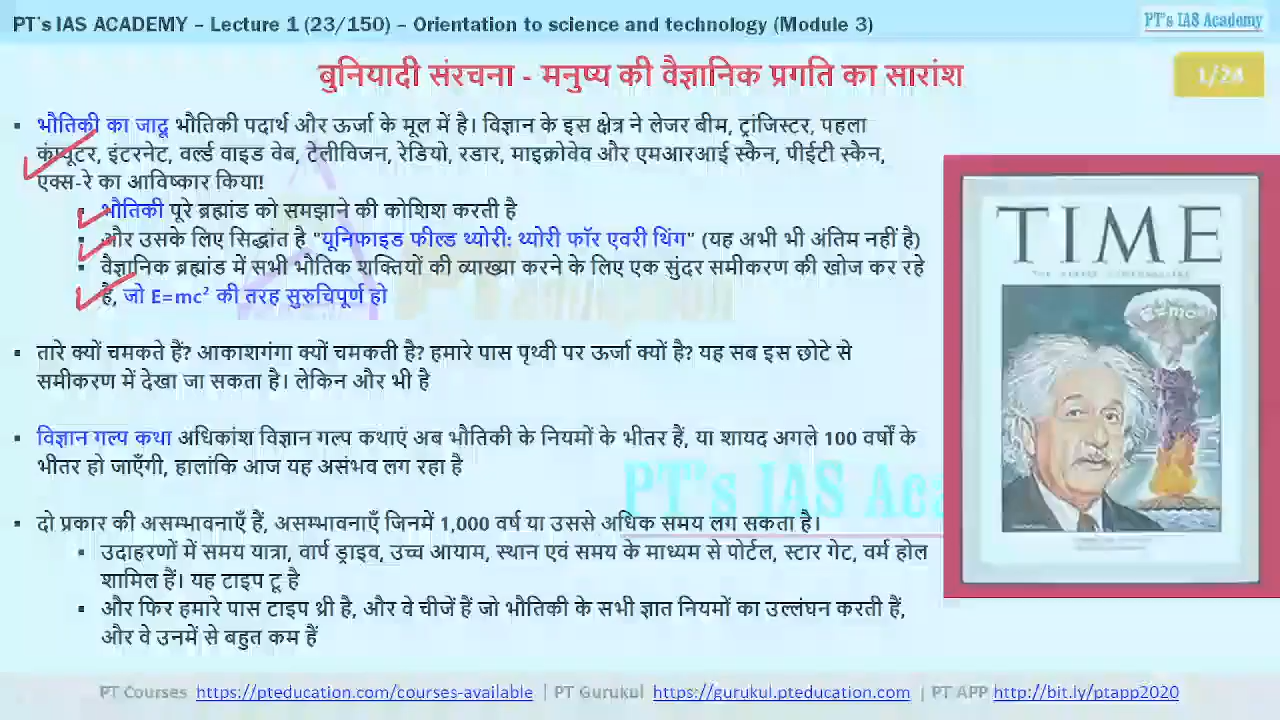 PT's IAS ACADEMY – Lecture 1 (23/150) – Orientation to science and technology (Module 3)
PT's IAS Academy
बुनियादी संरचना - मनुष्य की वैज्ञानिक प्रगति का सारांश
1/24
▪ भौतिकी का जादू भौतिकी पदार्थ और ऊर्जा के मूल में है। विज्ञान के इस क्षेत्र ने लेजर बीम, ट्रांजिस्टर, पहला
कंप्यूटर, इंटरनेट, वर्ल्ड वाइड वेब, टेलीविजन, रेडियो, रडार, माइक्रोवेव और एमआरआई स्कैन, पीईटी स्कैन,
एक्स-रे का आविष्कार किया!
▪ भौतिकी पूरे ब्रह्मांड को समझाने की कोशिश करती है
▪ और उसके लिए सिद्धांत है "यूनिफाइड फील्ड थ्योरी: थ्योरी फॉर एवरी थिंग" (यह अभी भी अंतिम नहीं है)
▪ वैज्ञानिक ब्रह्मांड में सभी भौतिक शक्तियों की व्याख्या करने के लिए एक सुंदर समीकरण की खोज कर रहे
हैं, जो E=mc² की तरह सुरुचिपूर्ण हो
▪ तारे क्यों चमकते हैं? आकाशगंगा क्यों चमकती है? हमारे पास पृथ्वी पर ऊर्जा क्यों है? यह सब इस छोटे से
समीकरण में देखा जा सकता है। लेकिन और भी है
▪ विज्ञान गल्प कथा अधिकांश विज्ञान गल्प कथाएं अब भौतिकी के नियमों के भीतर हैं, या शायद अगले 100 वर्षों के
भीतर हो जाएँगी, हालांकि आज यह असंभव लग रहा है
▪ दो प्रकार की असम्भावनाएँ हैं, असम्भावनाएँ जिनमें 1,000 वर्ष या उससे अधिक समय लग सकता है।
▪ उदाहरणों में समय यात्रा, वार्प ड्राइव, उच्च आयाम, स्थान एवं समय के माध्यम से पोर्टल, स्टार गेट, वर्म होल
शामिल हैं। यह टाइप टू है
▪ और फिर हमारे पास टाइप थ्री है, और वे चीजें हैं जो भौतिकी के सभी ज्ञात नियमों का उल्लंघन करती हैं,
और वे उनमें से बहुत कम हैं
TIME
E=mc²
PT's IAS Aca
PT Courses https://pteducation.com/courses-available | PT Gurukul https://gurukul.pteducation.com | PT APP http://bit.ly/ptapp2020